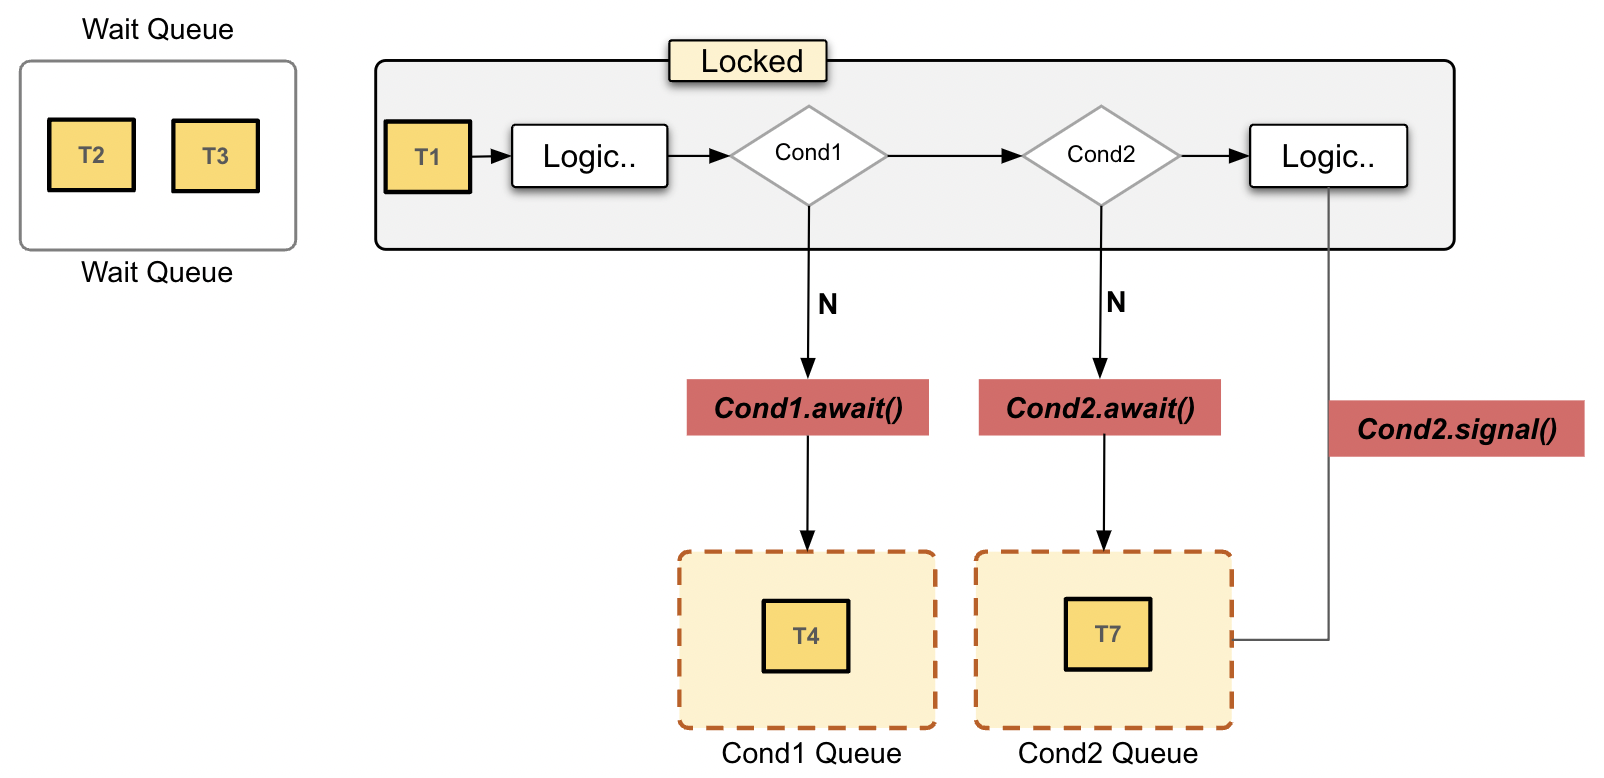 Wait Queue
Locked
T2
T3
T1
Logic..
Cond1
Cond2
Logic..
Wait Queue
N
N
Cond1.await()
Cond2.await()
Cond2.signal()
T4
T7
Cond1 Queue
Cond2 Queue